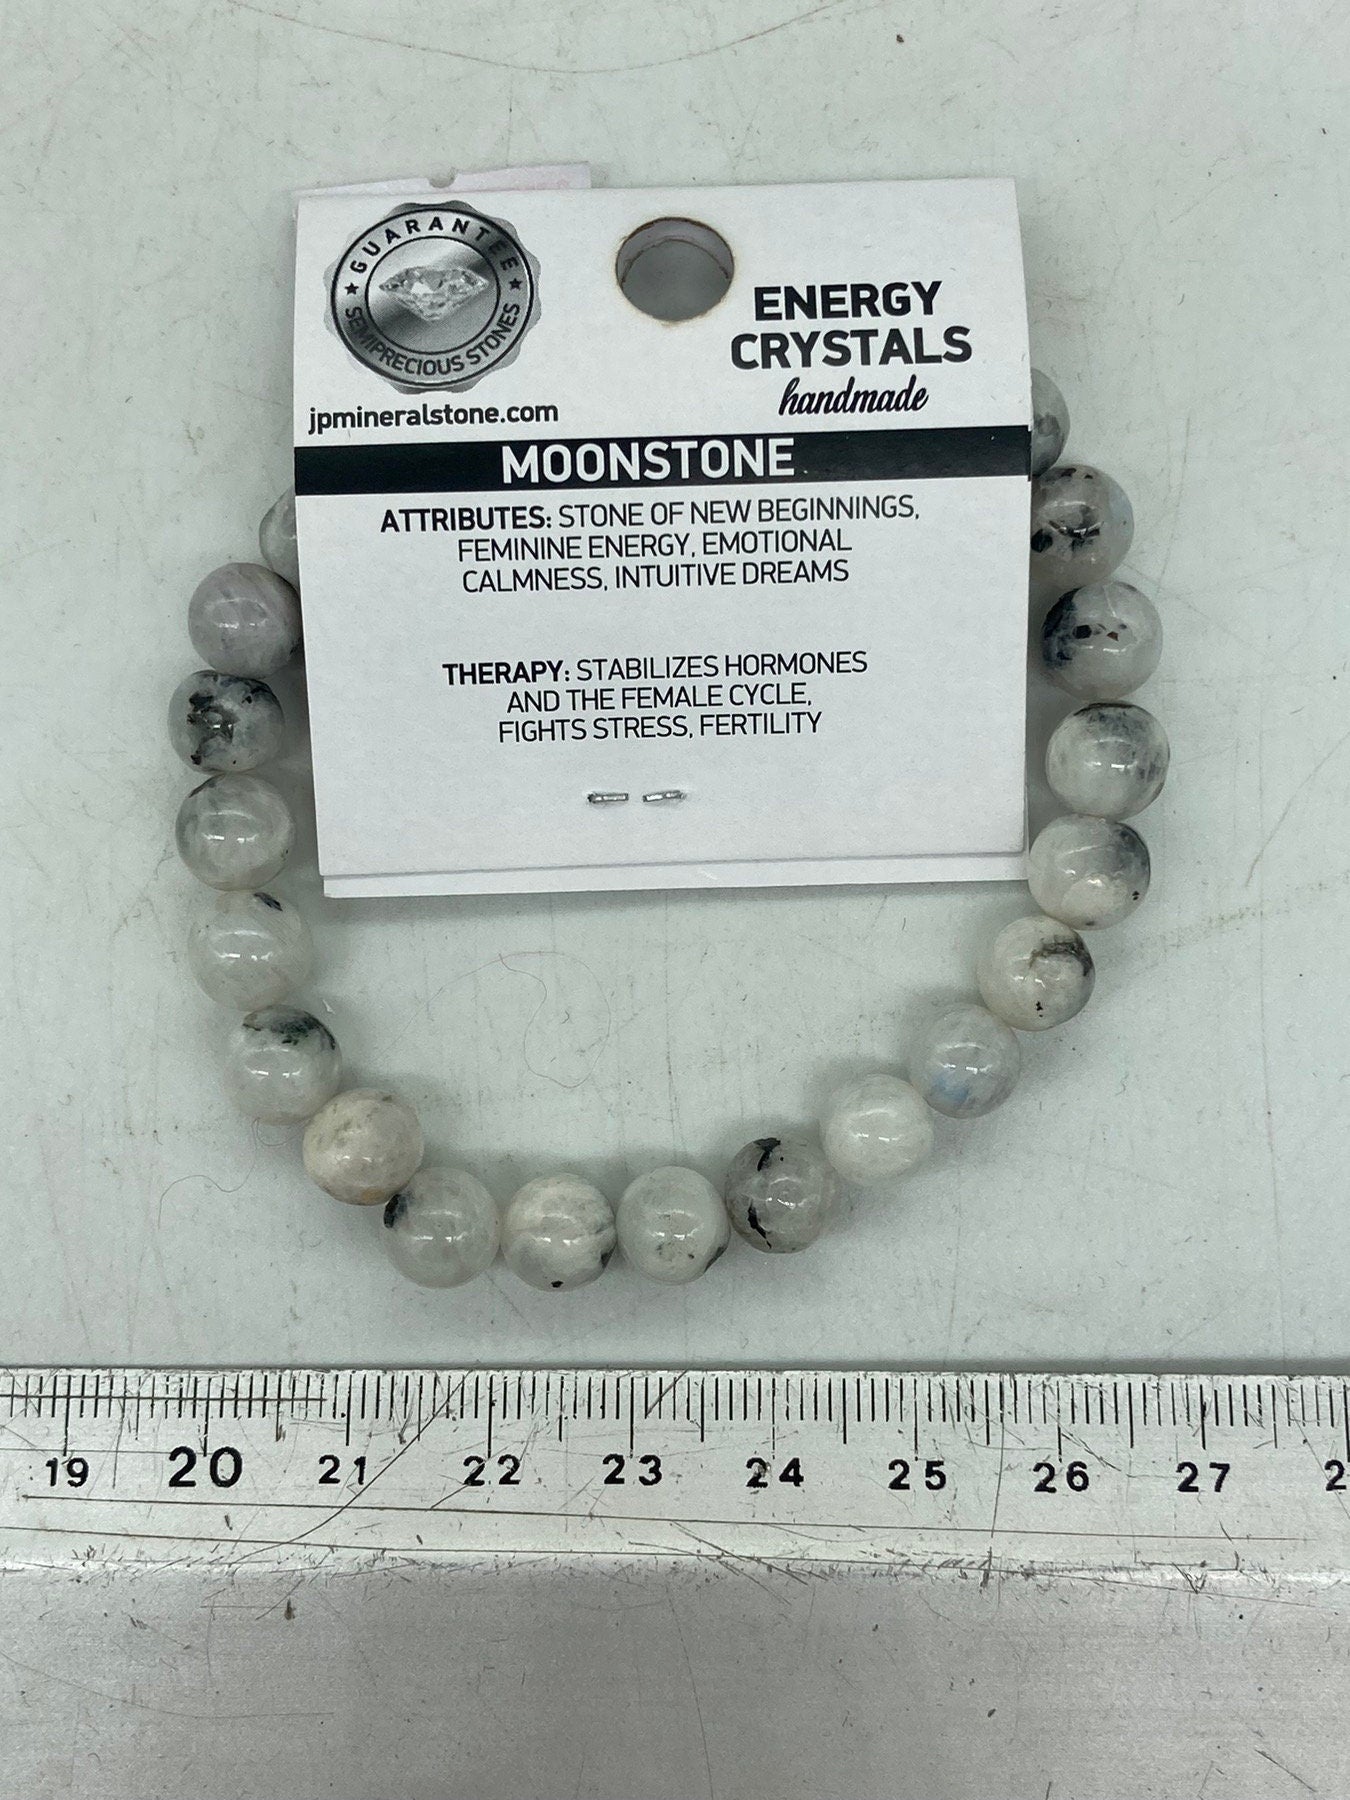 GUARANTEE
SEMIPRECIOUS STONES
jpmineralstone.com
ENERGY
CRYSTALS
handmade
MOONSTONE
ATTRIBUTES: STONE OF NEW BEGINNINGS,
FEMININE ENERGY, EMOTIONAL
CALMNESS, INTUITIVE DREAMS
THERAPY: STABILIZES HORMONES
AND THE FEMALE CYCLE,
FIGHTS STRESS, FERTILITY
19 20 21 22 23 24 25 26 27 2